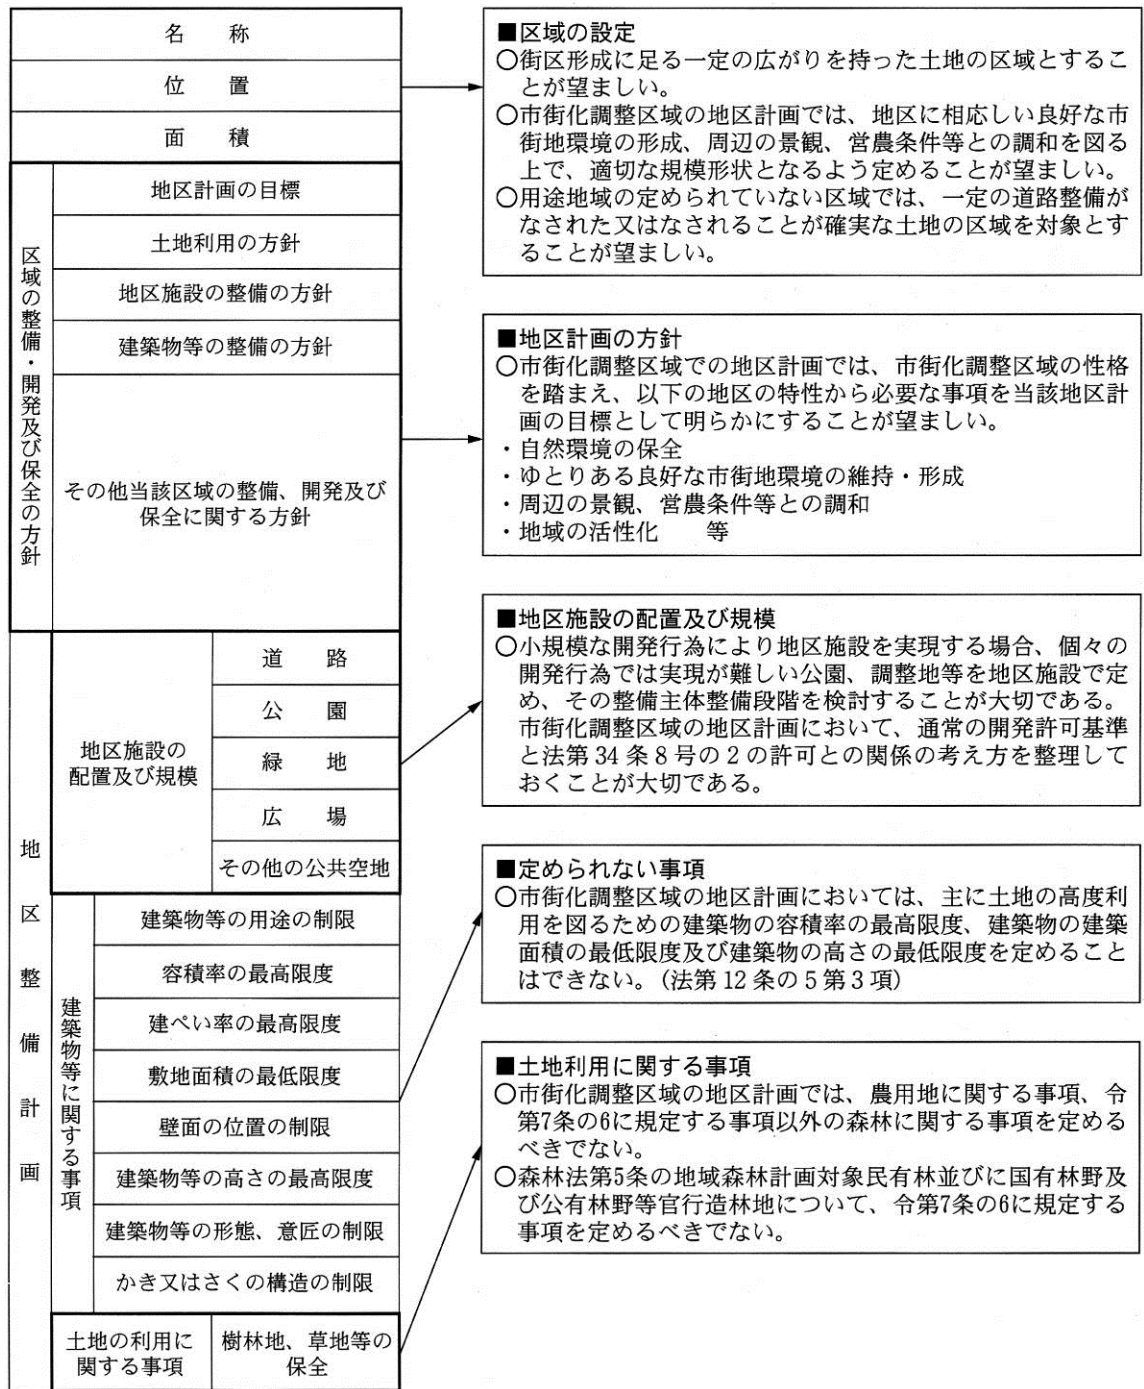 名　称
位　置
面　積
区域の整備・開発及び保全の方針
地区計画の目標
土地利用の方針
地区施設の整備の方針
建築物等の整備の方針
その他当該区域の整備、開発及び
保全に関する方針
地区整備計画
地区施設の
配置及び規模
道　路
公　園
緑　地
広　場
その他の公共空地
建築物等に関する事項
建築物等の用途の制限
容積率の最高限度
建ぺい率の最高限度
敷地面積の最低限度
壁面の位置の制限
建築物等の高さの最高限度
建築物等の形態、意匠の制限
かき又はさくの構造の制限
土地の利用に
関する事項
樹林地、草地等の
保全
■区域の設定
○街区形成に足る一定の広がりを持った土地の区域とするこ
とが望ましい。
○市街化調整区域の地区計画では、地区に相応しい良好な市
街地環境の形成、周辺の景観、営農条件等との調和を図る
上で、適切な規模形状となるよう定めることが望ましい。
○用途地域の定められていない区域では、一定の道路整備が
なされた又はなされることが確実な土地の区域を対象とす
ることが望ましい。
■地区計画の方針
○市街化調整区域での地区計画では、市街化調整区域の性格
を踏まえ、以下の地区の特性から必要な事項を当該地区計
画の目標として明らかにすることが望ましい。
・自然環境の保全
・ゆとりある良好な市街地環境の維持・形成
・周辺の景観、営農条件等との調和
・地域の活性化　　等
■地区施設の配置及び規模
○小規模な開発行為により地区施設を実現する場合、個々の
開発行為では実現が難しい公園、調整地等を地区施設で定
め、その整備主体整備段階を検討することが大切である。
市街化調整区域の地区計画において、通常の開発許可基準
と法第34条8号の2の許可との関係の考え方を整理して
おくことが大切である。
■定められない事項
○市街化調整区域の地区計画においては、主に土地の高度利
用を図るための建築物の容積率の最高限度、建築物の建築
面積の最低限度及び建築物の高さの最低限度を定めること
はできない。(法第12条の5第3項)
■土地利用に関する事項
○市街化調整区域の地区計画では、農用地に関する事項、令
第7条の6に規定する事項以外の森林に関する事項を定める
べきでない。
○森林法第5条の地域森林計画対象民有林並びに国有林野及
び公有林野等官行造林地について、令第7条の6に規定する
事項を定めるべきでない。